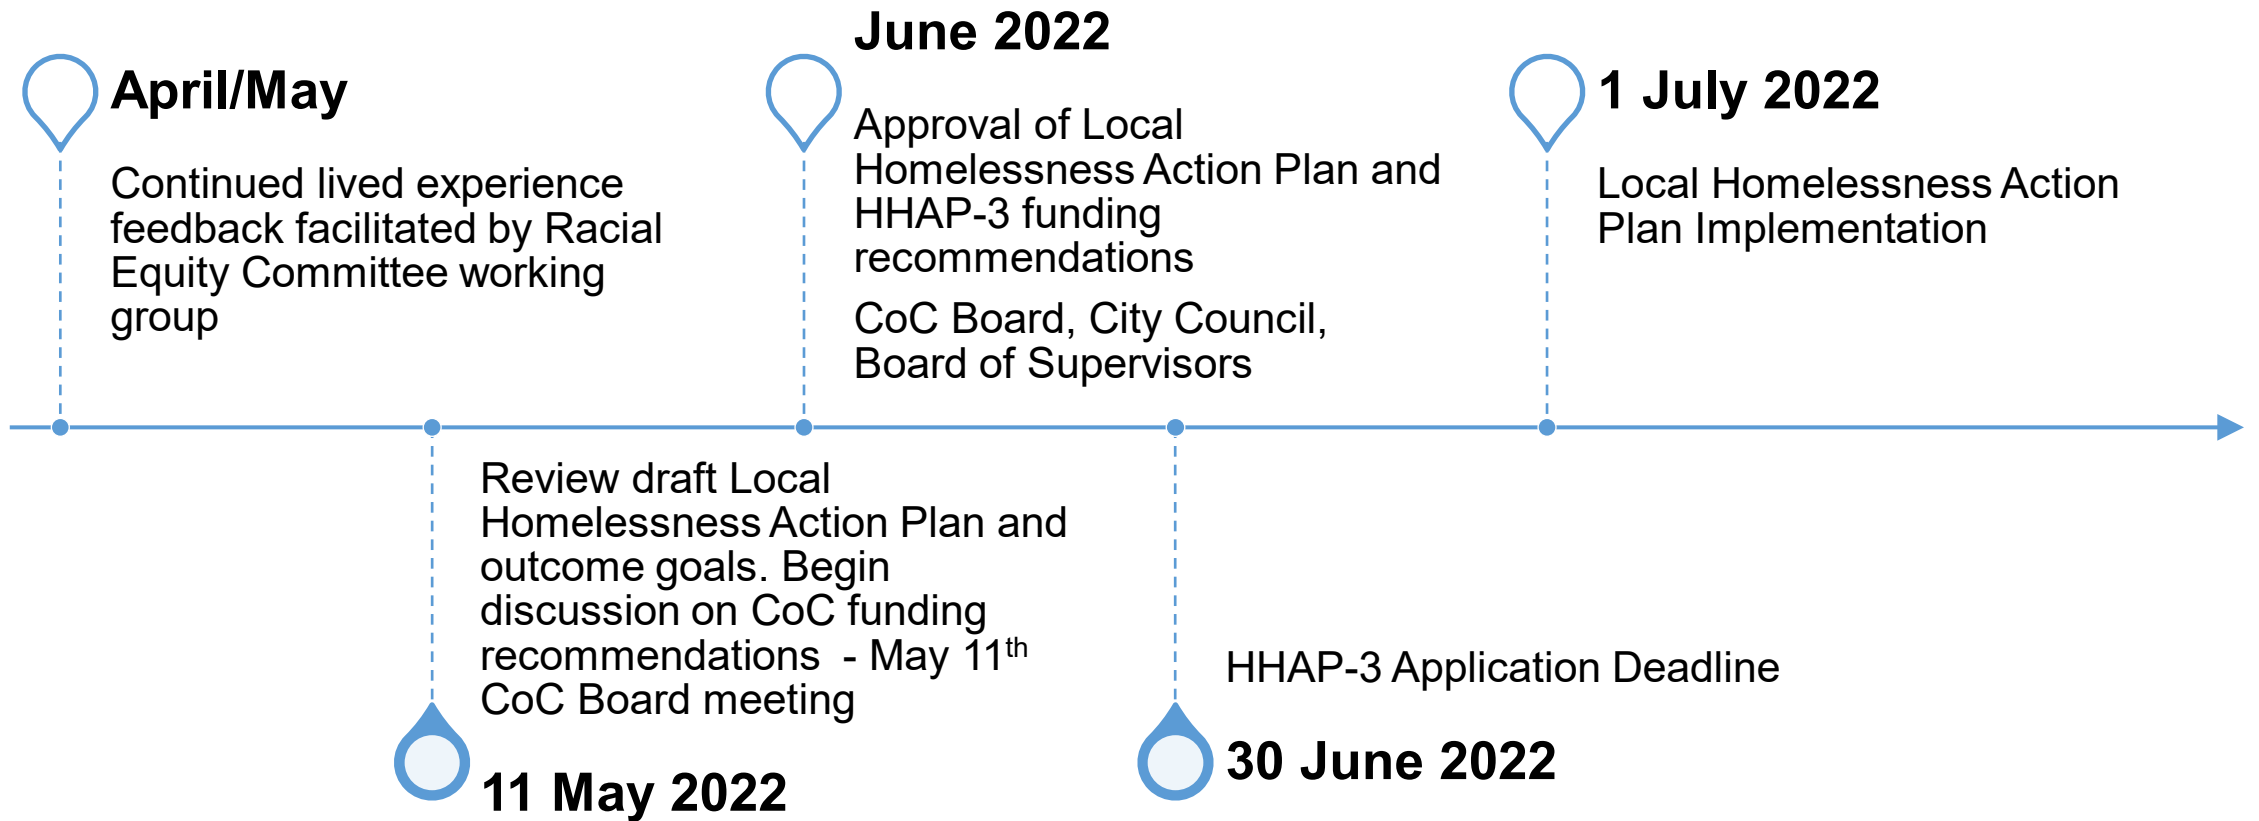 April/May
Continued lived experience
feedback facilitated by Racial
Equity Committee working
group
Review draft Local
Homelessness Action Plan and
outcome goals. Begin
discussion on CoC funding
recommendations  - May 11th
CoC Board meeting
11 May 2022
June 2022
Approval of Local
Homelessness Action Plan and
HHAP-3 funding
recommendations
CoC Board, City Council,
Board of Supervisors
HHAP-3 Application Deadline
30 June 2022
1 July 2022
Local Homelessness Action
Plan Implementation